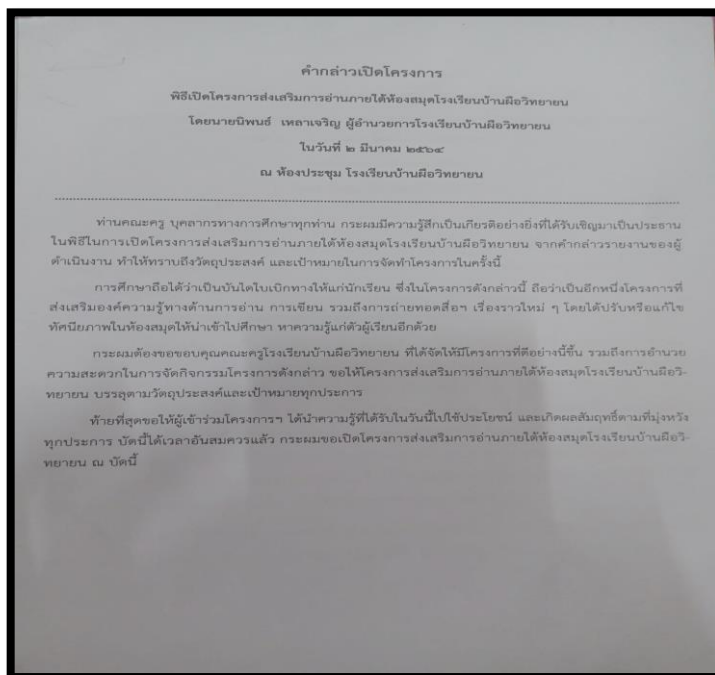 คำกล่าวเปิดโครงการ
พิธีเปิดโครงการส่งเสริมการอ่านภายใต้ห้องสมุดโรงเรียนบ้านผือวิทยายน
โดยนายนิพนธ์ เหลาเจริญ ผู้อำนวยการโรงเรียนบ้านผือวิทยายน
ในวันที่ ๒ มีนาคม ๒๕๖๔
ณ ห้องประชุม โรงเรียนบ้านผือวิทยายน
ท่านคณะครู บุคลากรทางการศึกษาทุกท่าน กระผมมีความรู้สึกเป็นเกียรติอย่างยิ่งที่ได้รับเชิญมาเป็นประธาน
ในพิธีในการเปิดโครงการส่งเสริมการอ่านภายใต้ห้องสมุดโรงเรียนบ้านผือวิทยายน จากคำกล่าวรายงานของผู้
ดำเนินงาน ทำให้ทราบถึงวัตถุประสงค์ และเป้าหมายในการจัดทำโครงการในครั้งนี้
การศึกษาถือได้ว่าเป็นบันไดใบเบิกทางให้แก่นักเรียน ซึ่งในโครงการดังกล่าวนี้ ถือว่าเป็นอีกหนึ่งโครงการที่
ส่งเสริมองค์ความรู้ทางด้านการอ่าน การเขียน รวมถึงการถ่ายทอดสื่อฯ เรื่องราวใหม่ ๆ โดยได้ปรับหรือแก้ไข
ทัศนียภาพในห้องสมุดให้น่าเข้าไปศึกษา หาความรู้แก่ตัวผู้เรียนอีกด้วย
กระผมต้องขอขอบคุณคณะครูโรงเรียนบ้านผือวิทยายน ที่ได้จัดให้มีโครงการที่ดีอย่างนี้ขึ้น รวมถึงการอำนวย
ความสะดวกในการจัดกิจกรรมโครงการดังกล่าว ขอให้โครงการส่งเสริมการอ่านภายใต้ห้องสมุดโรงเรียนบ้านผือวิ-
ทยายน บรรลุตามวัตถุประสงค์และเป้าหมายทุกประการ
ท้ายที่สุดขอให้ผู้เข้าร่วมโครงการฯ ได้นำความรู้ที่ได้รับในวันนี้ไปใช้ประโยชน์ และเกิดผลสัมฤทธิ์ตามที่มุ่งหวัง
ทุกประการ บัดนี้ได้เวลาอันสมควรแล้ว กระผมขอเปิดโครงการส่งเสริมการอ่านภายใต้ห้องสมุดโรงเรียนบ้านผือวิ-
ทยายน ณ บัดนี้